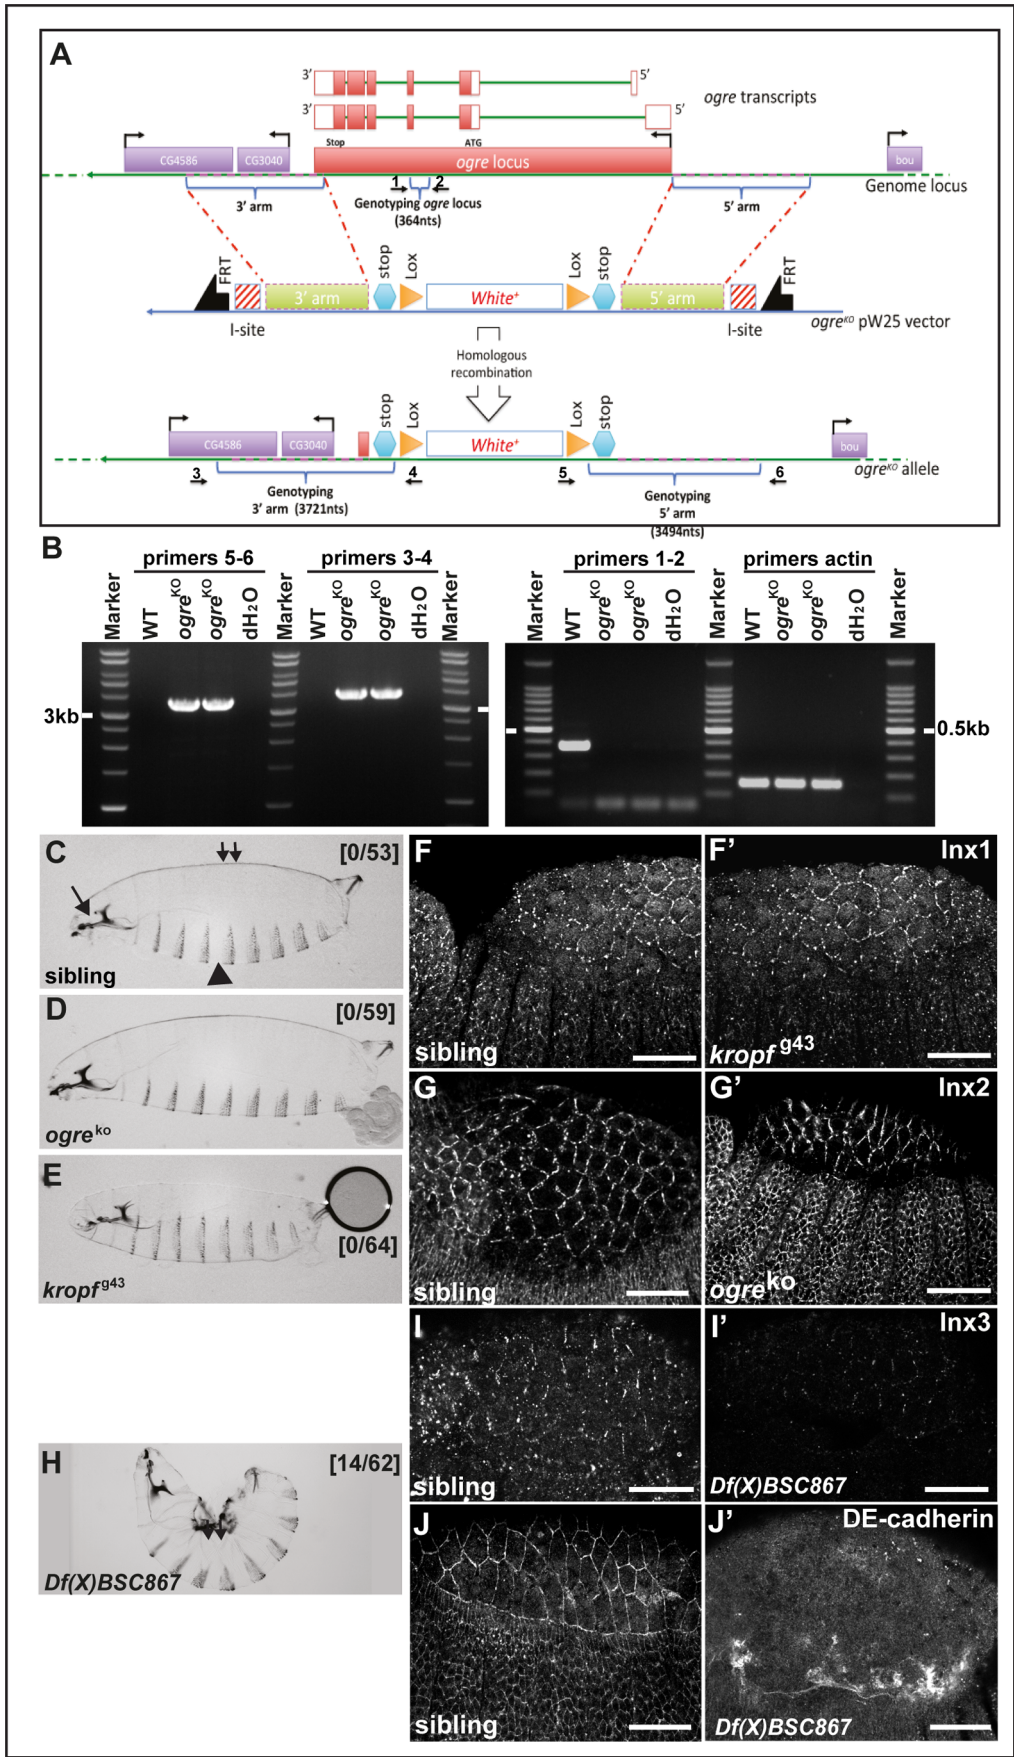 A
3’ 5’
3’ 5’
ogre transcripts
Stop ATG
CG4586 CG3040 ogre locus bou
Genome locus
1 2
3’ arm
Genotyping ogre locus
(364nts)
5’ arm
FRT stop Lox Lox stop FRT
3’ arm White⁺ 5’ arm
I-site I-site
ogreᴷᴼ pW25 vector
Homologous
recombination
stop Lox Lox stop
CG4586 CG3040 White⁺ bou
ogreᴷᴼ allele
3 4 5 6
Genotyping
3’ arm (3721nts)
Genotyping
5’ arm
(3494nts)
B
primers 5-6 primers 3-4 primers 1-2 primers actin
Marker WT ogreKO ogreKO dH2O Marker WT ogreKO ogreKO dH2O Marker
Marker WT ogreKO ogreKO dH2O Marker WT ogreKO ogreKO dH2O Marker
3kb
0.5kb
C [0/53]
sibling
D [0/59]
ogre ko
E
[0/64]
kropf g43
H [14/62]
Df(X)BSC867
F
sibling
F’ Inx1
kropf g43
G
sibling
G’ Inx2
ogre ko
I
sibling
I’ Inx3
Df(X)BSC867
J
sibling
J’ DE-cadherin
Df(X)BSC867